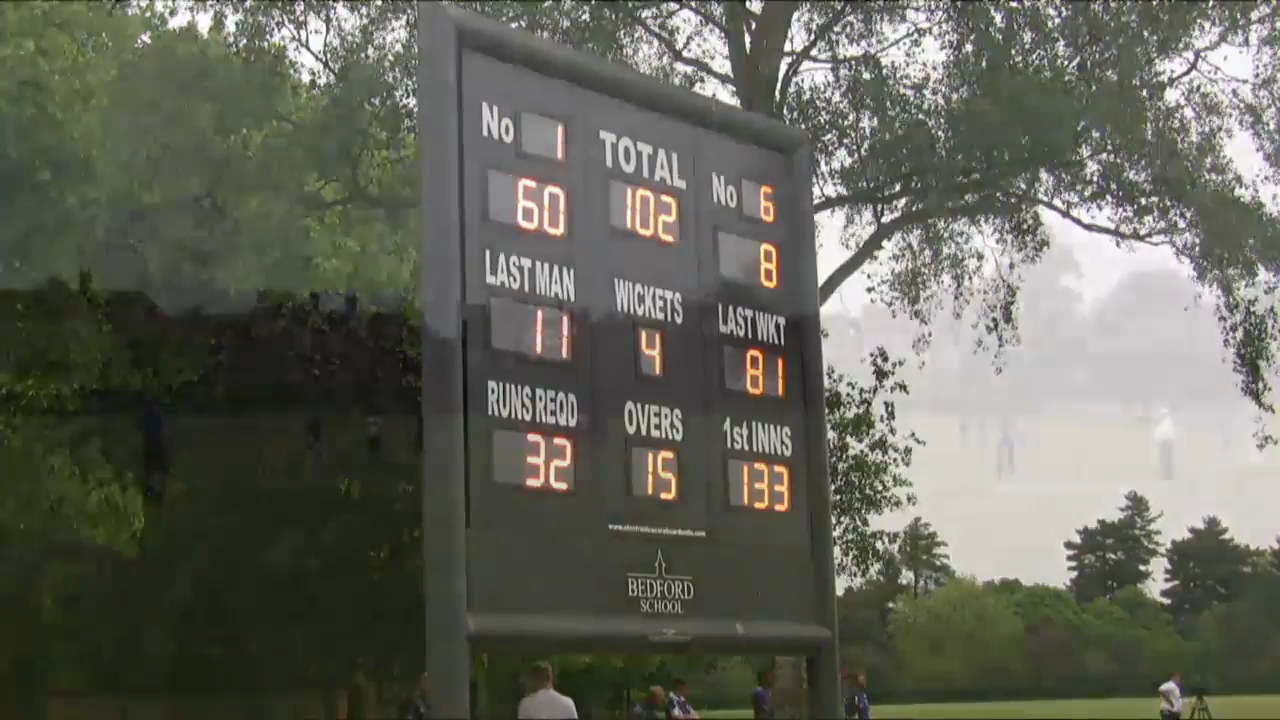 No 1
TOTAL
No 6
60
102
8
LAST MAN
WICKETS
LAST WKT
11
4
81
RUNS REQD
OVERS
1st INNS
32
15
133
BEDFORD
SCHOOL